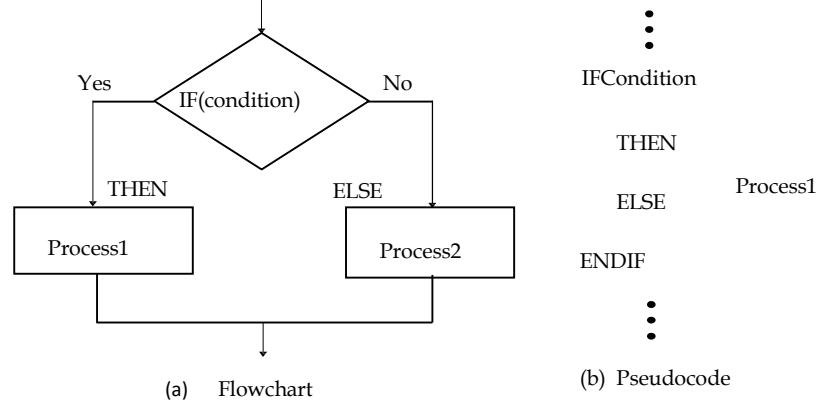 Yes
IF(condition)
No
THEN
ELSE
Process1
Process2
(a) Flowchart
IFCondition
THEN
Process1
ELSE
ENDIF
(b) Pseudocode